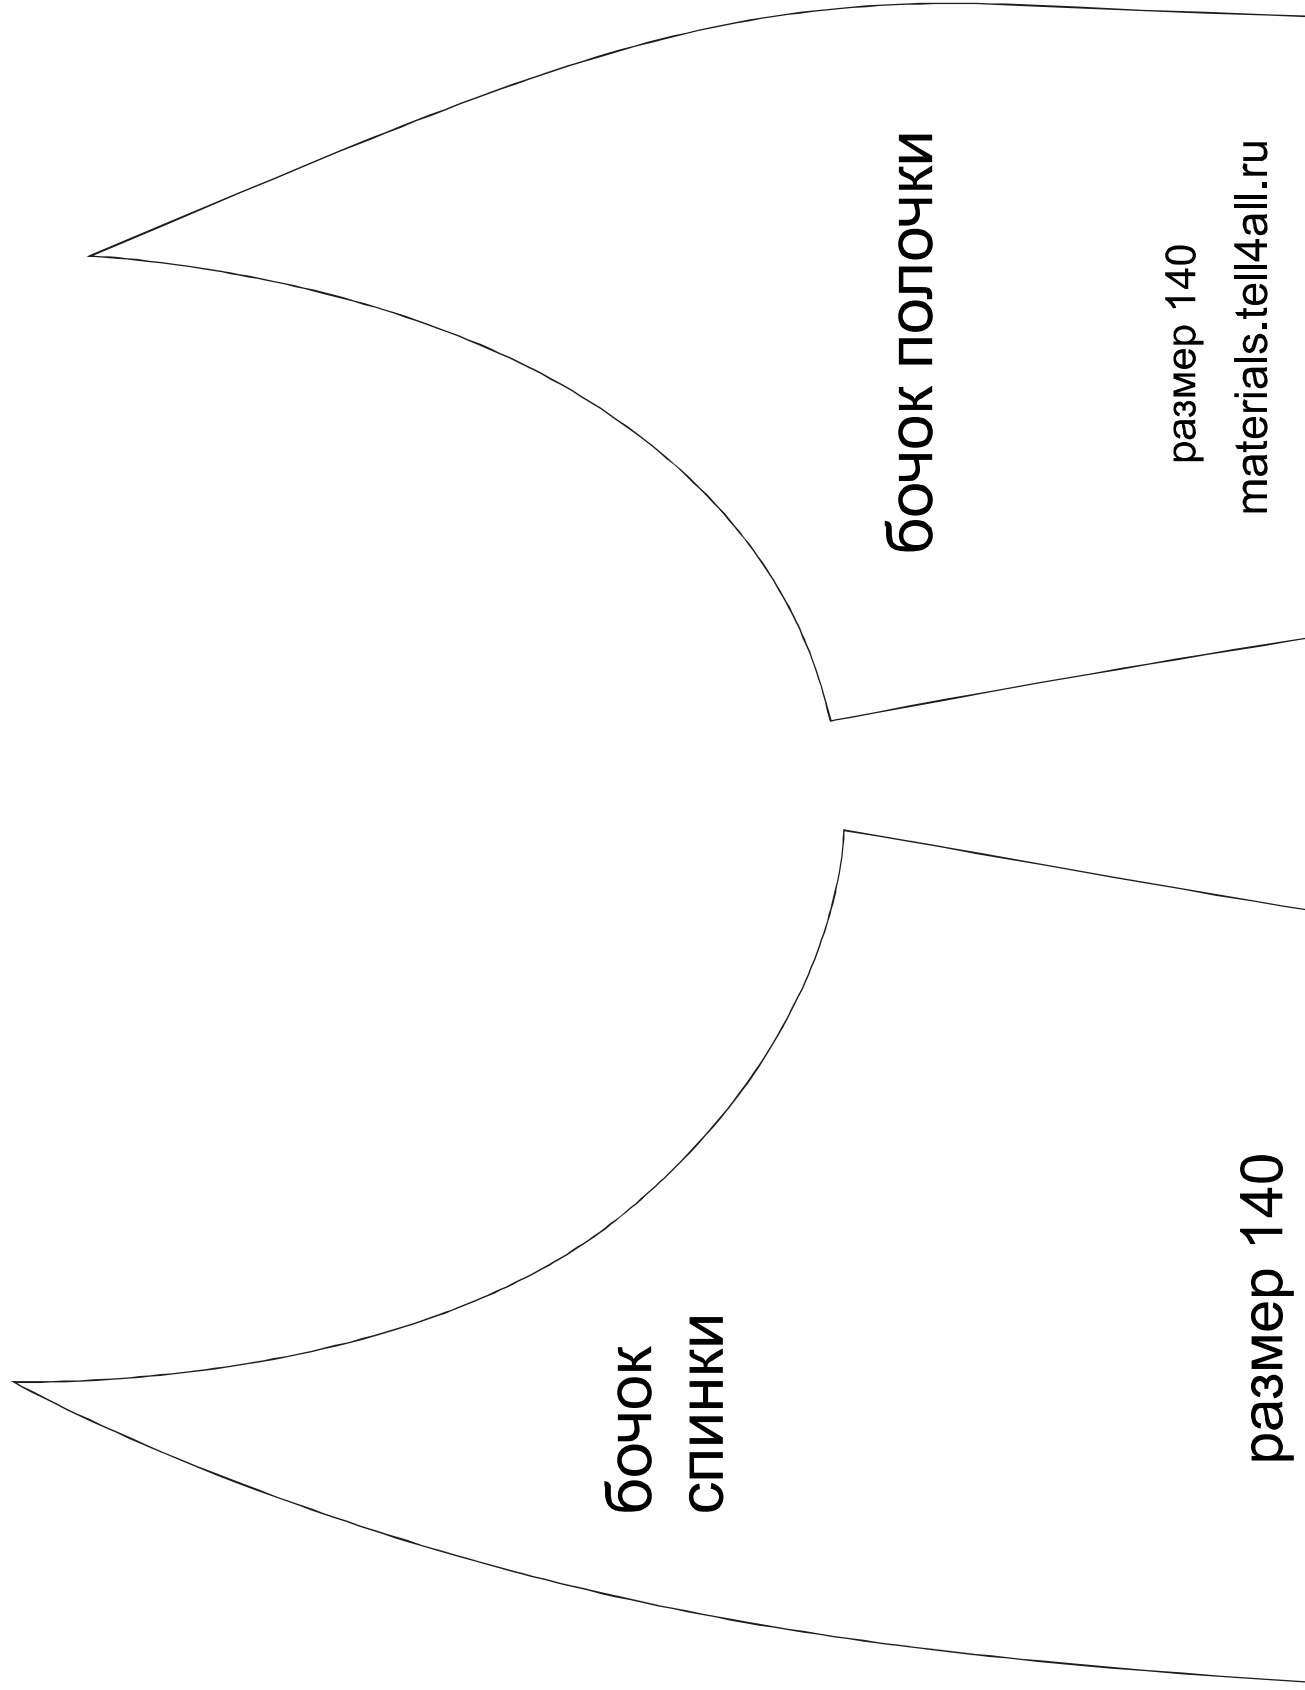 бочок полочки
размер 140
materials.tell4all.ru
бочок
спинки
размер 140